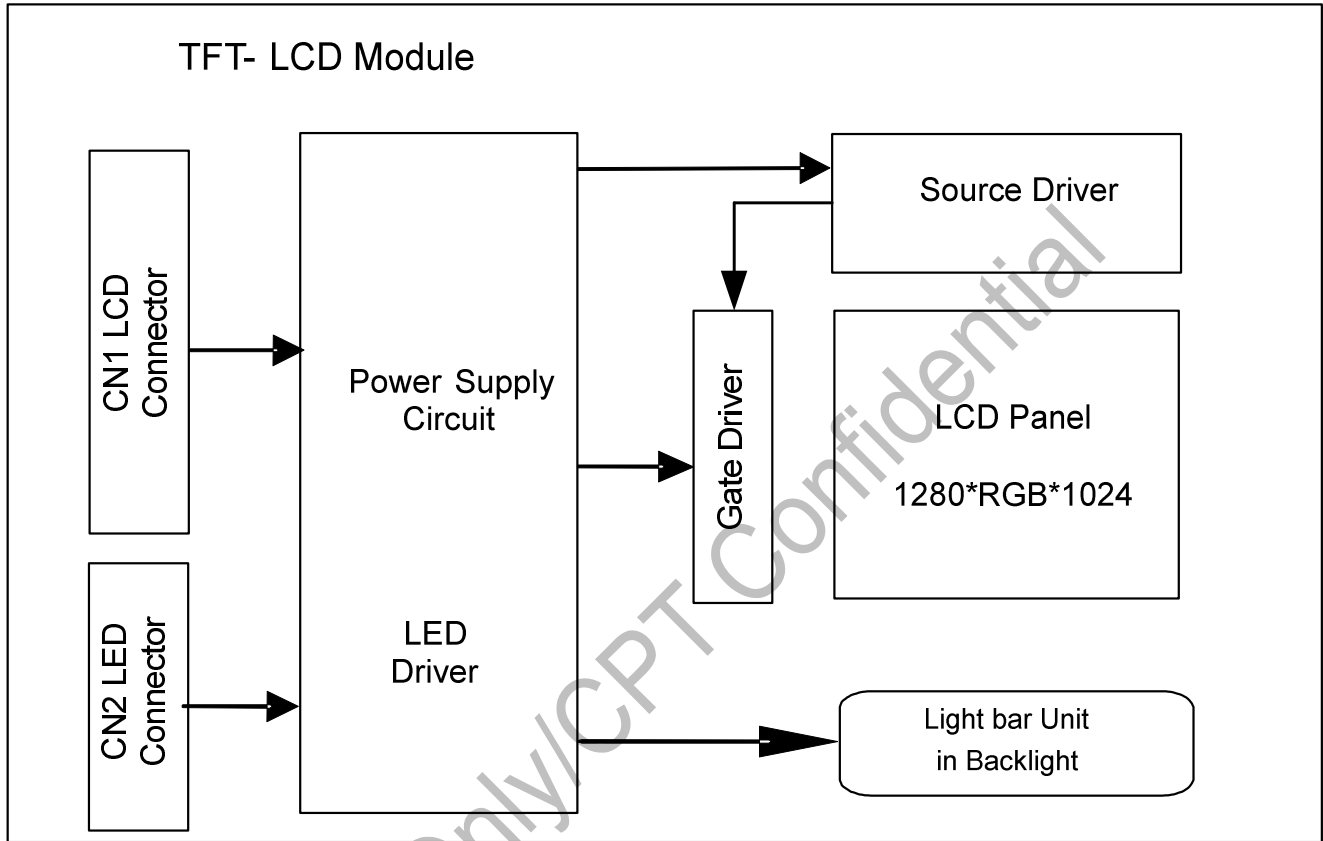 TFT- LCD Module
CN1 LCD
Connector
Power Supply
Circuit
Source Driver
Gate Driver
LCD Panel
1280*RGB*1024
CN2 LED
Connector
LED
Driver
Light bar Unit
in Backlight
Only/CPT Confidential